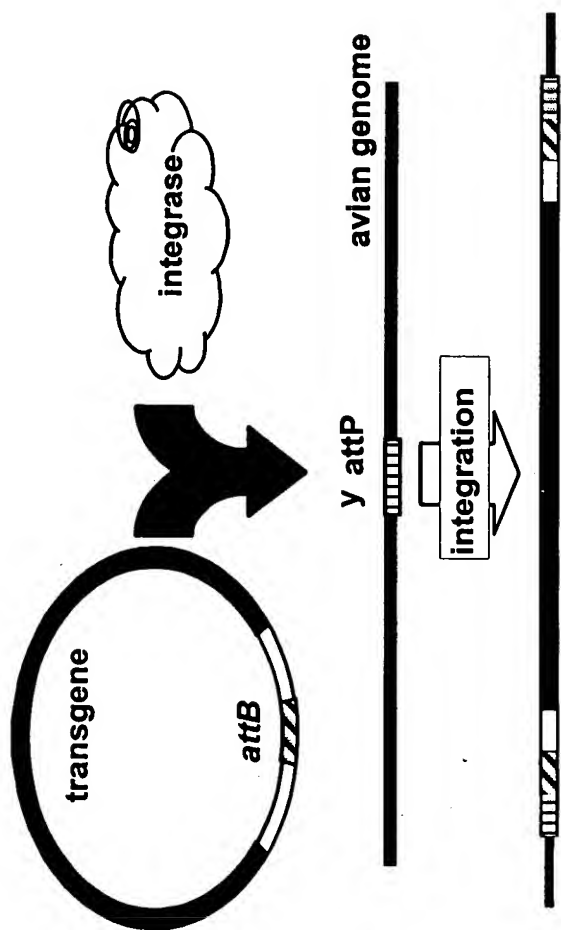 transgene
attB
integrase
y attP
avian genome
integration